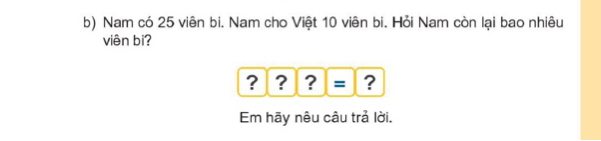 b) Nam có 25 viên bi. Nam cho Việt 10 viên bi. Hỏi Nam còn lại bao nhiêu
viên bi?
? ? ? = ?
Em hãy nêu câu trả lời.